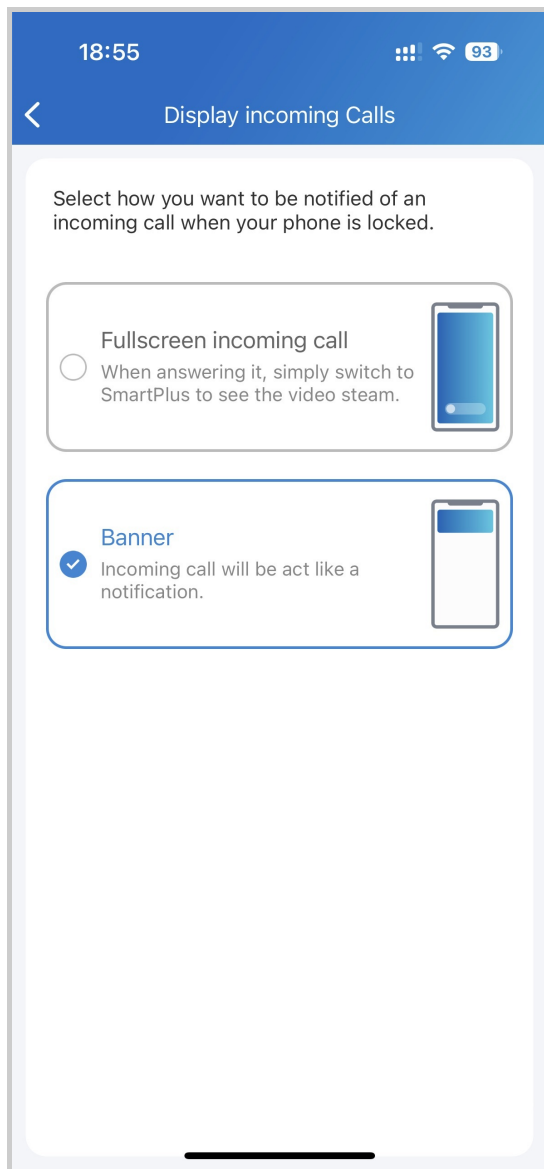 18:55
93
Display incoming Calls
Select how you want to be notified of an
incoming call when your phone is locked.
Fullscreen incoming call
When answering it, simply switch to
SmartPlus to see the video steam.
Banner
Incoming call will be act like a
notification.